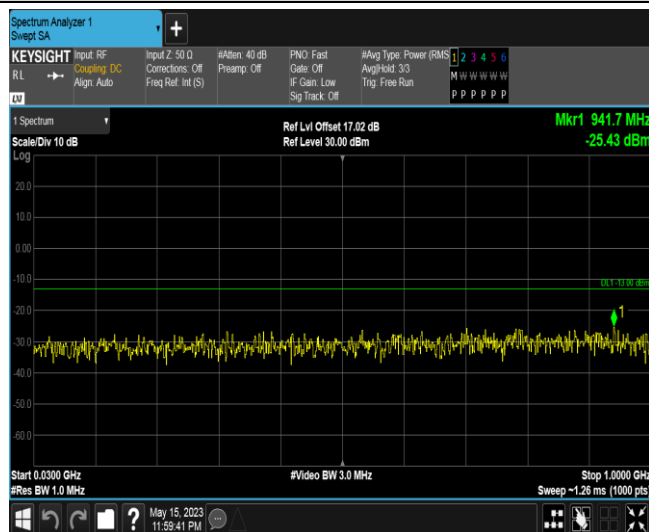 Spectrum Analyzer 1
Swept SA
+
KEYSIGHT
RL
LXI
Input: RF
Coupling: DC
Align: Auto
Input Z: 50 Ω
Corrections: Off
Freq Ref: Int (S)
#Atten: 40 dB
Preamp: Off
PNO: Fast
Gate: Off
IF Gain: Low
Sig Track: Off
#Avg Type: Power (RMS
Avg|Hold: 3/3
Trig: Free Run
1 2 3 4 5 6
M W W W W W
P P P P P P
1 Spectrum
Scale/Div 10 dB
Ref Lvl Offset 17.02 dB
Ref Level 30.00 dBm
Mkr1 941.7 MHz
-25.43 dBm
Log
20.0
10.0
0.00
-10.0
DL1 -13.00 dBm
-20.0
1
-30.0
-40.0
-50.0
-60.0
Start 0.0300 GHz
#Res BW 1.0 MHz
#Video BW 3.0 MHz
Stop 1.0000 GHz
Sweep ~1.26 ms (1000 pts)
?
May 15, 2023
11:59:41 PM